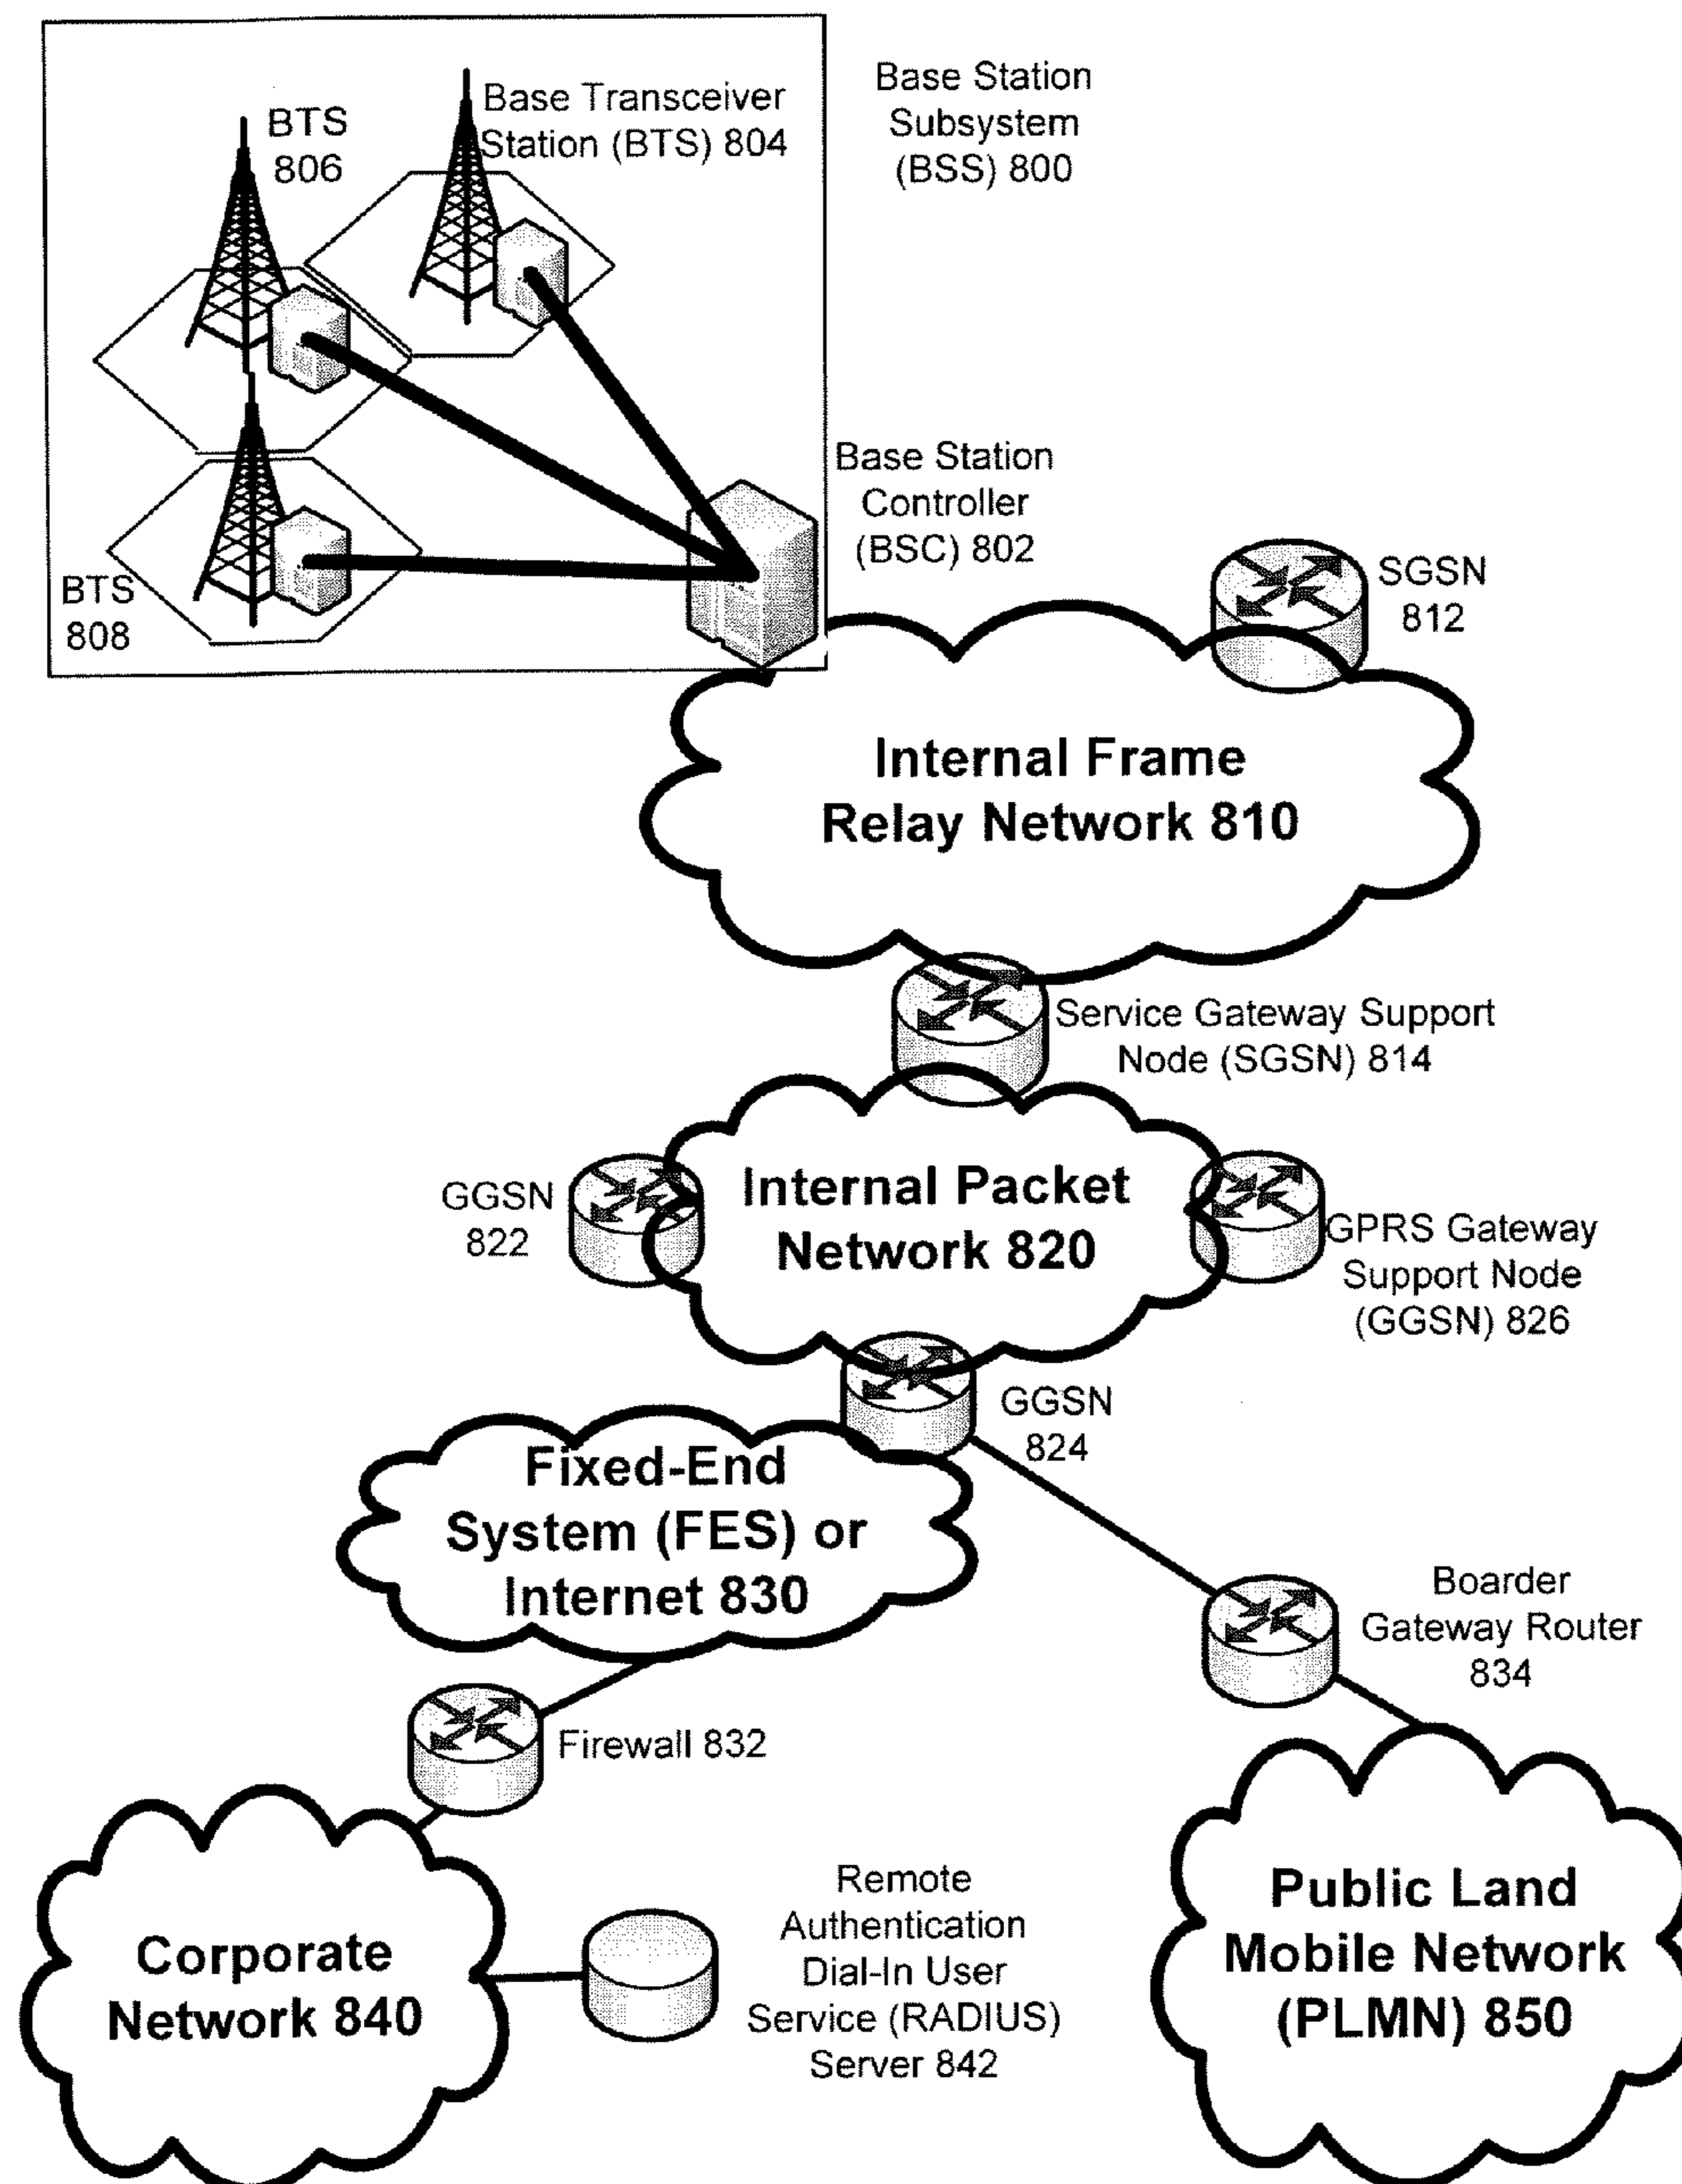 BTS
806
Base Transceiver
Station (BTS) 804
Base Station
Subsystem
(BSS) 800
Base Station
Controller
(BSC) 802
BTS
808
SGSN
812
Internal Frame
Relay Network 810
Service Gateway Support
Node (SGSN) 814
GGSN
822
Internal Packet
Network 820
GPRS Gateway
Support Node
(GGSN) 826
GGSN
824
Fixed-End
System (FES) or
Internet 830
Boarder
Gateway Router
834
Firewall 832
Corporate
Network 840
Remote
Authentication
Dial-In User
Service (RADIUS)
Server 842
Public Land
Mobile Network
(PLMN) 850